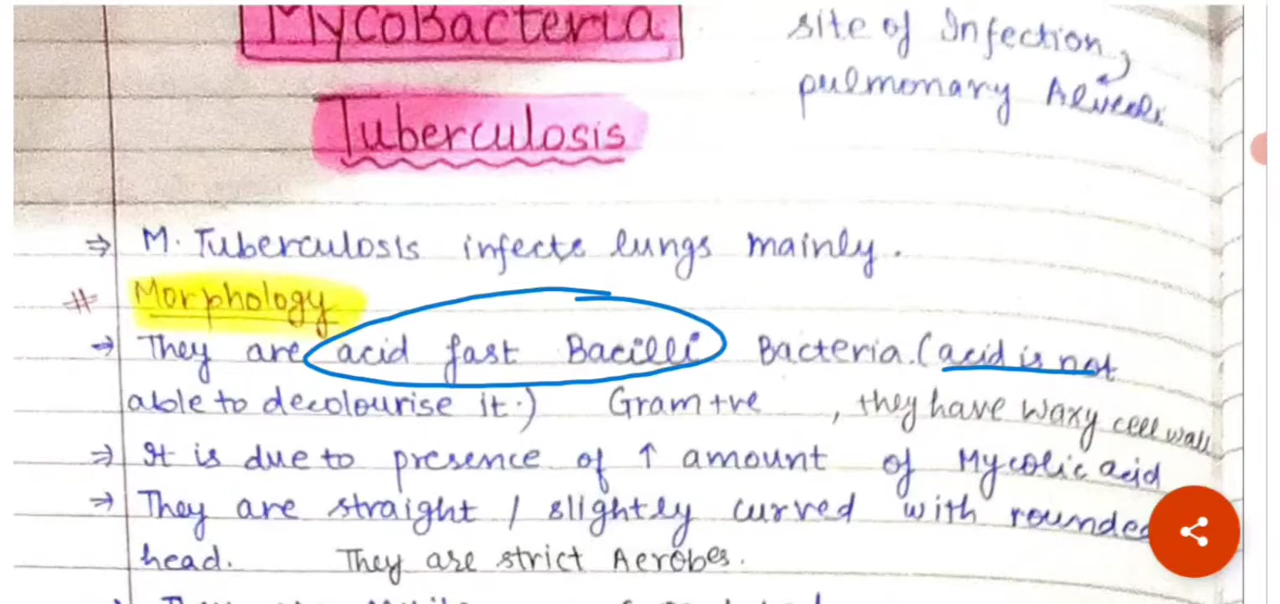 MycoBacteria
site of Infection,
pulmonary Alveoli
Tuberculosis
⇒ M. Tuberculosis infects lungs mainly.
# Morphology
→ They are acid fast Bacilli Bacteria. (acid is not
able to decolourise it.) Gram +ve , they have waxy cell wall
⇒ It is due to presence of ↑ amount of Mycolic acid
⇒ They are straight / slightly curved with rounded
head. They are strict Aerobes.